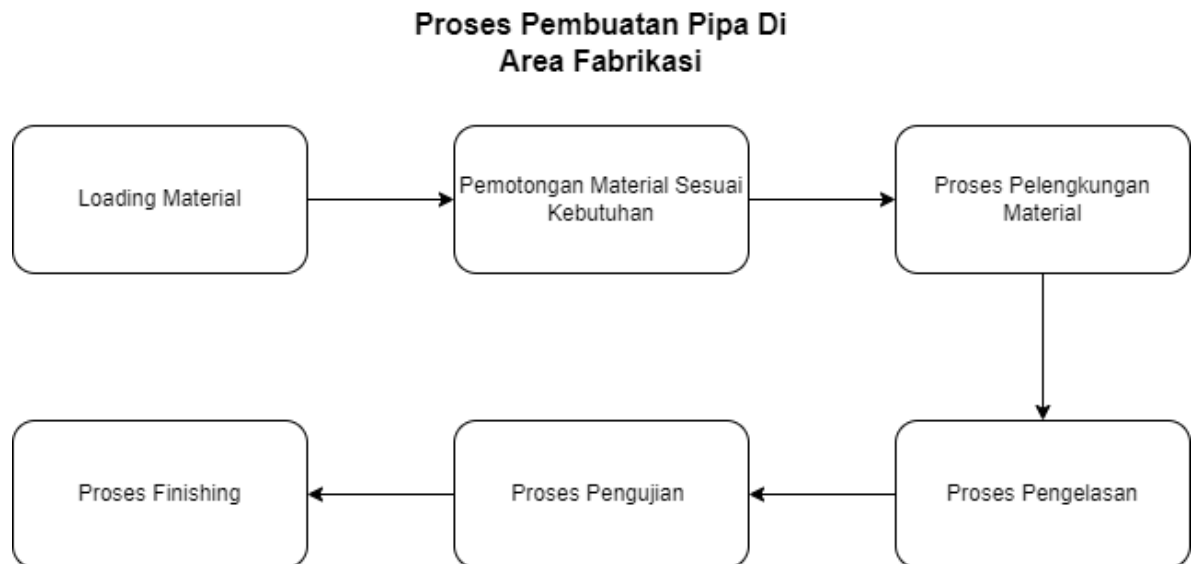 Proses Pembuatan Pipa Di
Area Fabrikasi
Loading Material
Pemotongan Material Sesuai
Kebutuhan
Proses Pelengkungan
Material
Proses Finishing
Proses Pengujian
Proses Pengelasan